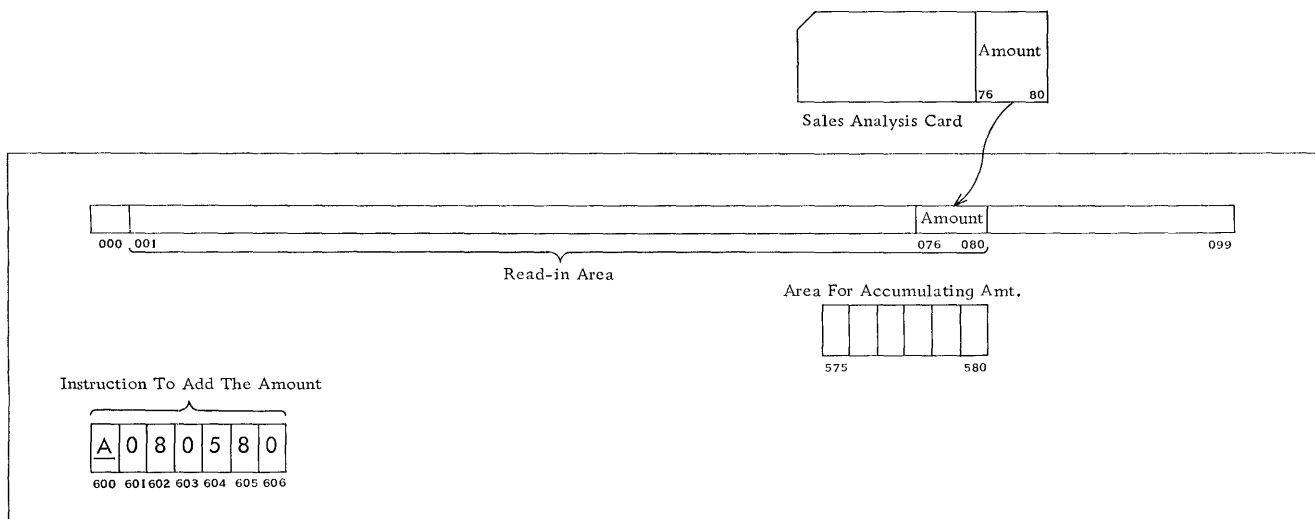 Amount
76 80
Sales Analysis Card
Amount
000 001 076 080 099
Read-in Area
Area For Accumulating Amt.
575 580
Instruction To Add The Amount
A 0 8 0 5 8 0
600 601 602 603 604 605 606